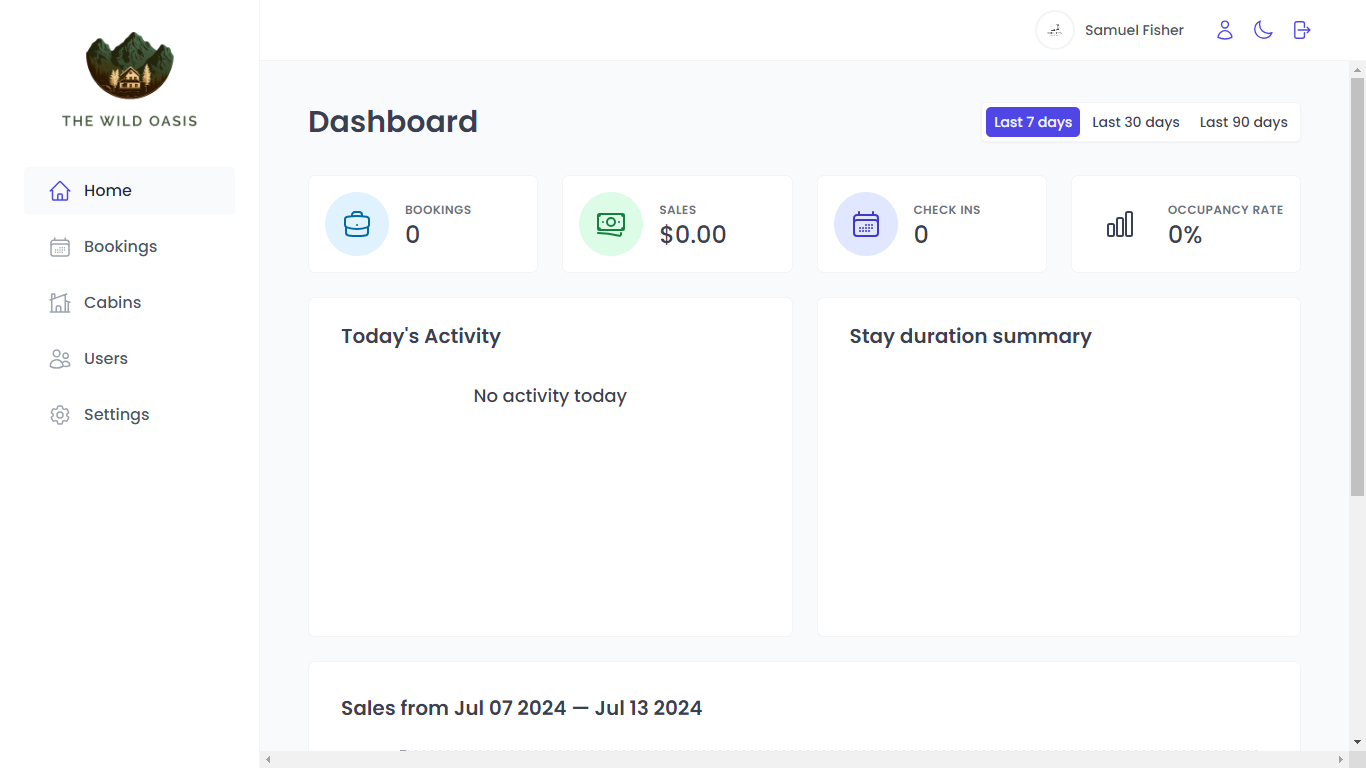 THE WILD OASIS
Home
Bookings
Cabins
Users
Settings
Samuel Fisher
Dashboard
Last 7 days
Last 30 days
Last 90 days
BOOKINGS
0
SALES
$0.00
CHECK INS
0
OCCUPANCY RATE
0%
Today's Activity
No activity today
Stay duration summary
Sales from Jul 07 2024 — Jul 13 2024